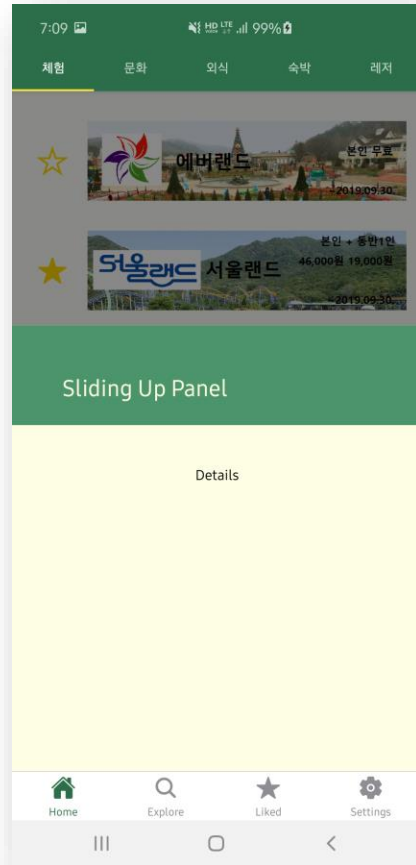 7:09 HD LTE 99%
체험 문화 외식 숙박 레저
에버랜드
본인 무료
~2019.09.30.
서울랜드 서울랜드
본인 + 동반1인
46,000원 19,000원
~2019.09.30.
Sliding Up Panel
Details
Home Explore Liked Settings